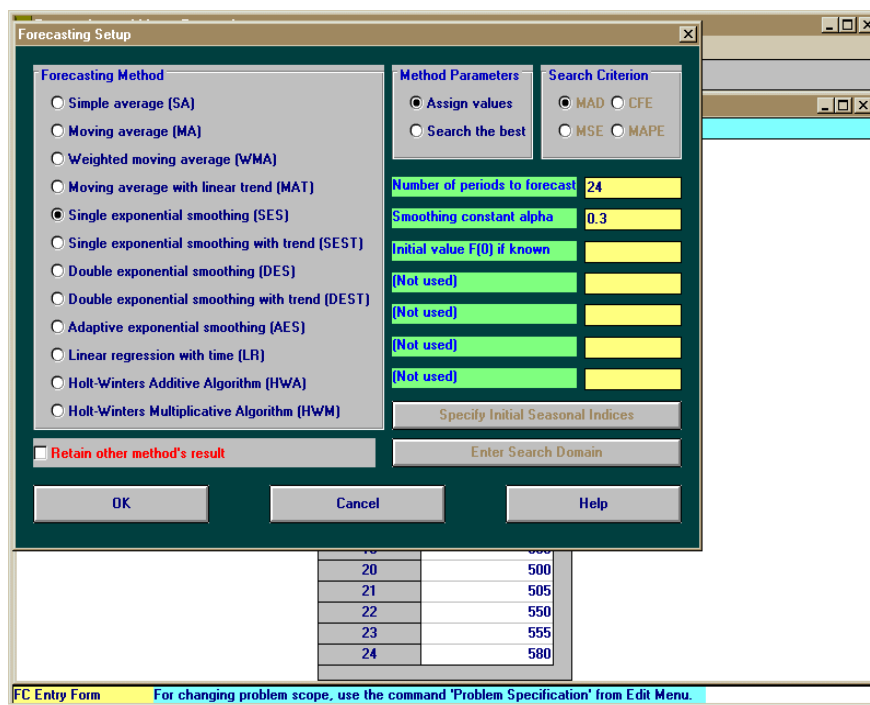 Forecasting Setup
Forecasting Method
Simple average (SA)
Moving average (MA)
Weighted moving average (WMA)
Moving average with linear trend (MAT)
Single exponential smoothing (SES)
Single exponential smoothing with trend (SEST)
Double exponential smoothing (DES)
Double exponential smoothing with trend (DEST)
Adaptive exponential smoothing (AES)
Linear regression with time (LR)
Holt-Winters Additive Algorithm (HWA)
Holt-Winters Multiplicative Algorithm (HWM)
Retain other method's result
Method Parameters
Assign values
Search the best
Search Criterion
MAD CFE
MSE MAPE
Number of periods to forecast 24
Smoothing constant alpha 0.3
Initial value F(0) if known
(Not used)
(Not used)
(Not used)
(Not used)
Specify Initial Seasonal Indices
Enter Search Domain
OK Cancel Help
20 500
21 505
22 550
23 555
24 580
FC Entry Form For changing problem scope, use the command 'Problem Specification' from Edit Menu.